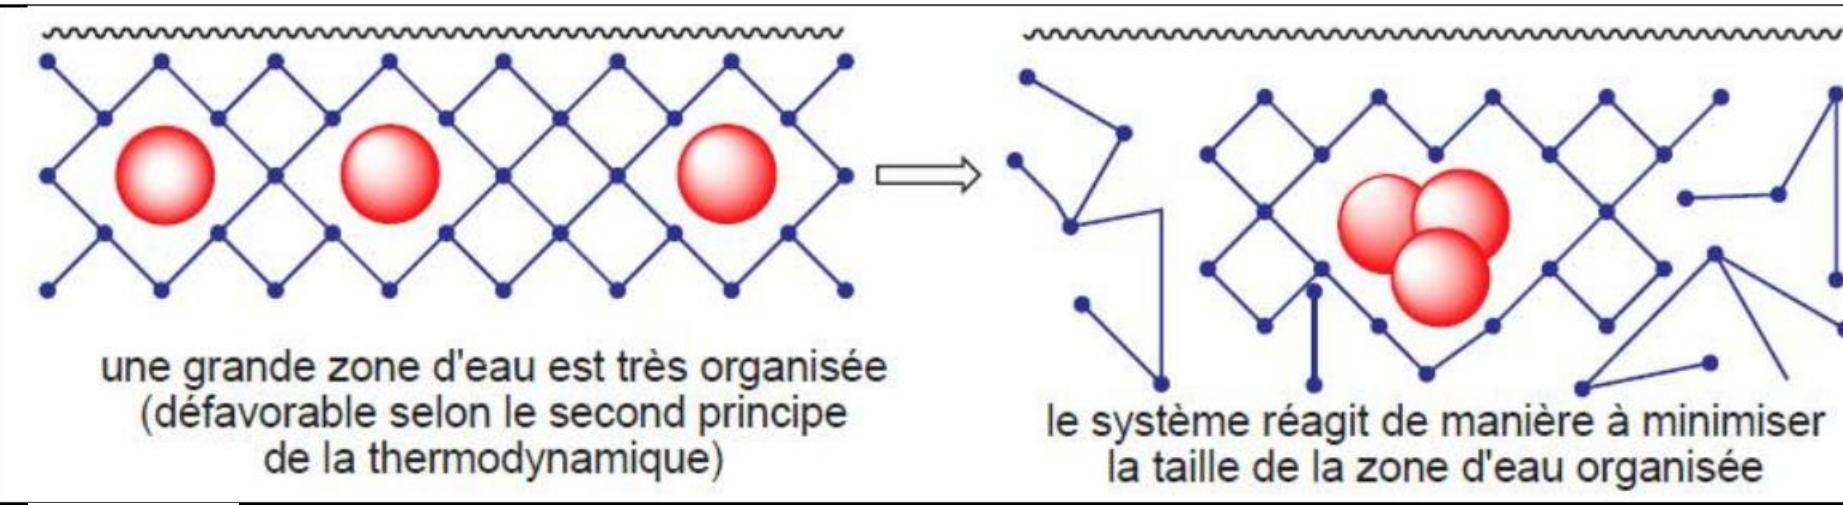 une grande zone d'eau est très organisée
(défavorable selon le second principe
de la thermodynamique)
le système réagit de manière à minimiser
la taille de la zone d'eau organisée